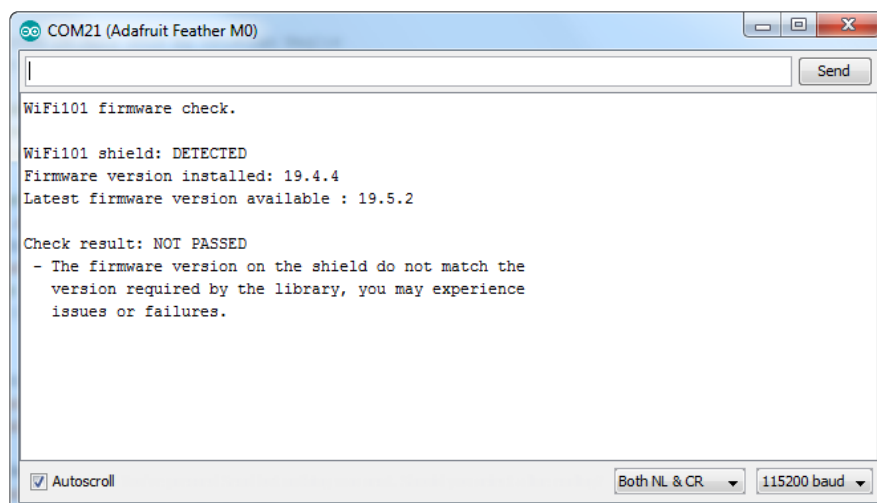 COM21 (Adafruit Feather M0)
Send
WiFi101 firmware check.
WiFi101 shield: DETECTED
Firmware version installed: 19.4.4
Latest firmware version available : 19.5.2
Check result: NOT PASSED
- The firmware version on the shield do not match the
version required by the library, you may experience
issues or failures.
Autoscroll
Both NL & CR
115200 baud